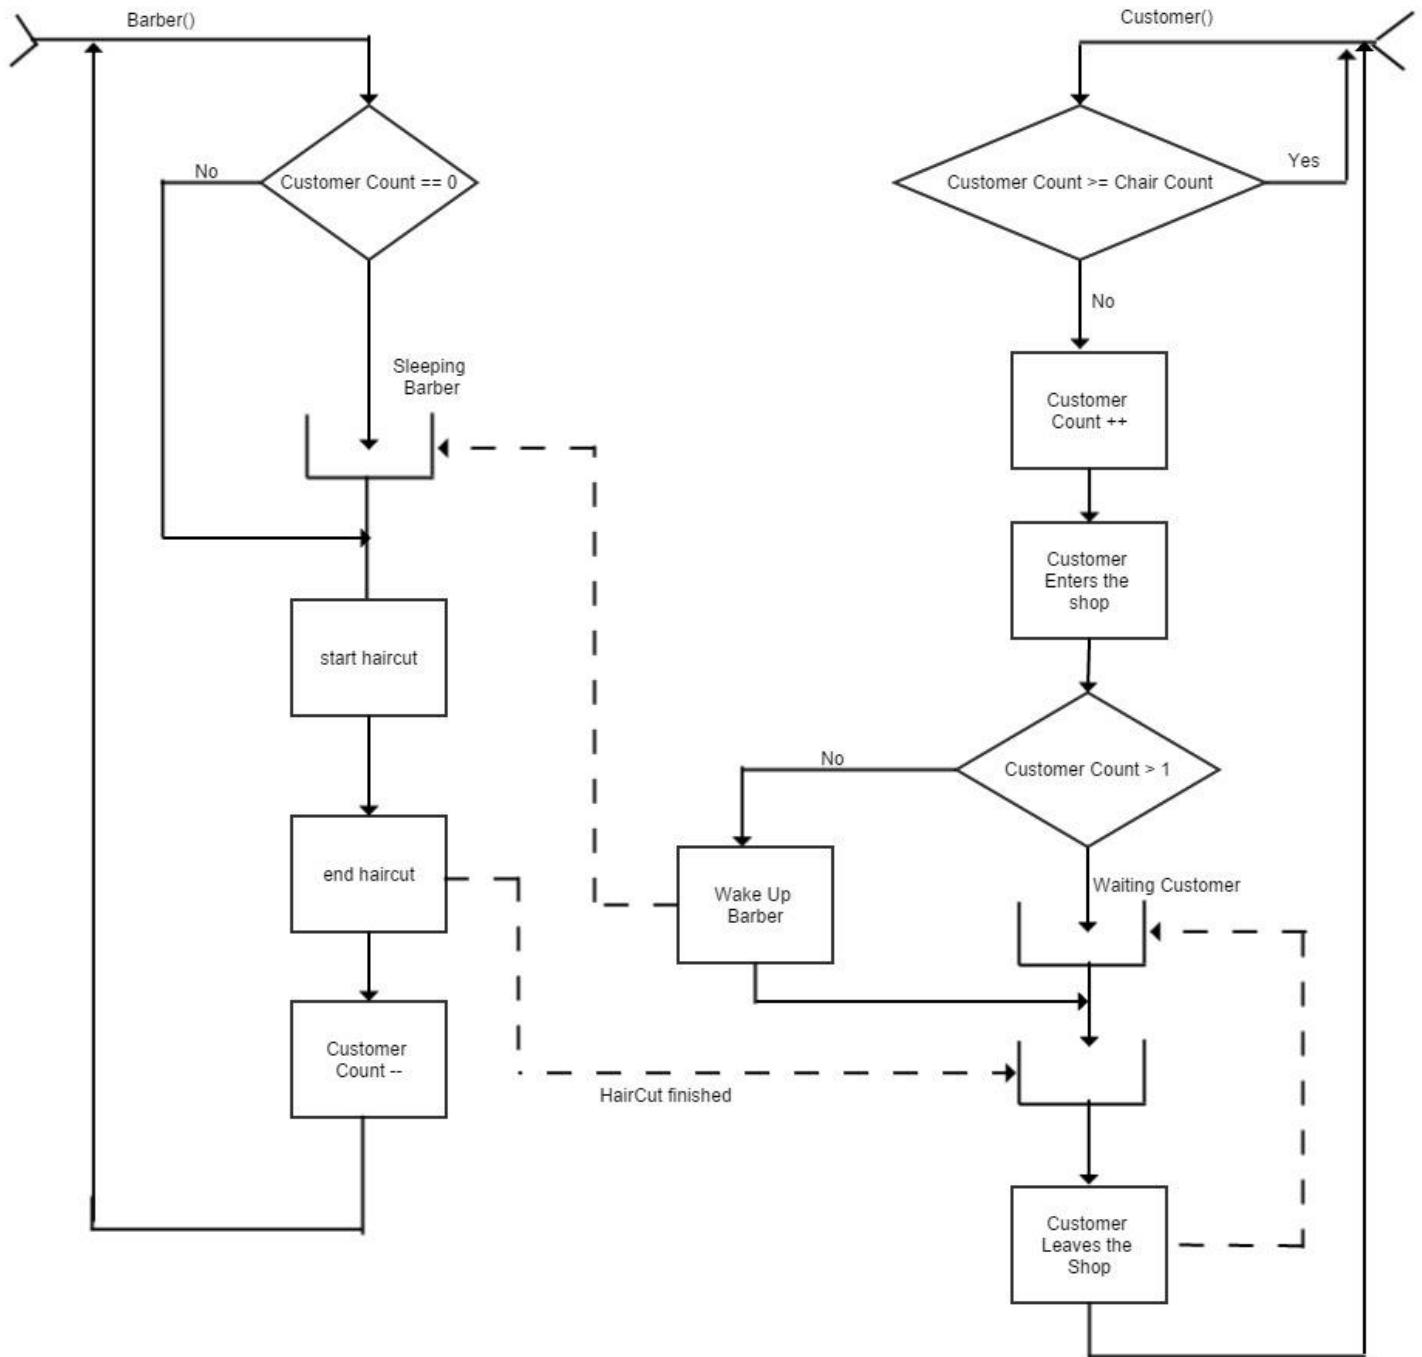 Barber()
Customer()
No
Customer Count == 0
Customer Count >= Chair Count
Yes
No
Sleeping
Barber
Customer
Count ++
Customer
Enters the
shop
start haircut
No
Customer Count > 1
end haircut
Wake Up
Barber
Waiting Customer
Customer
Count --
HairCut finished
Customer
Leaves the
Shop